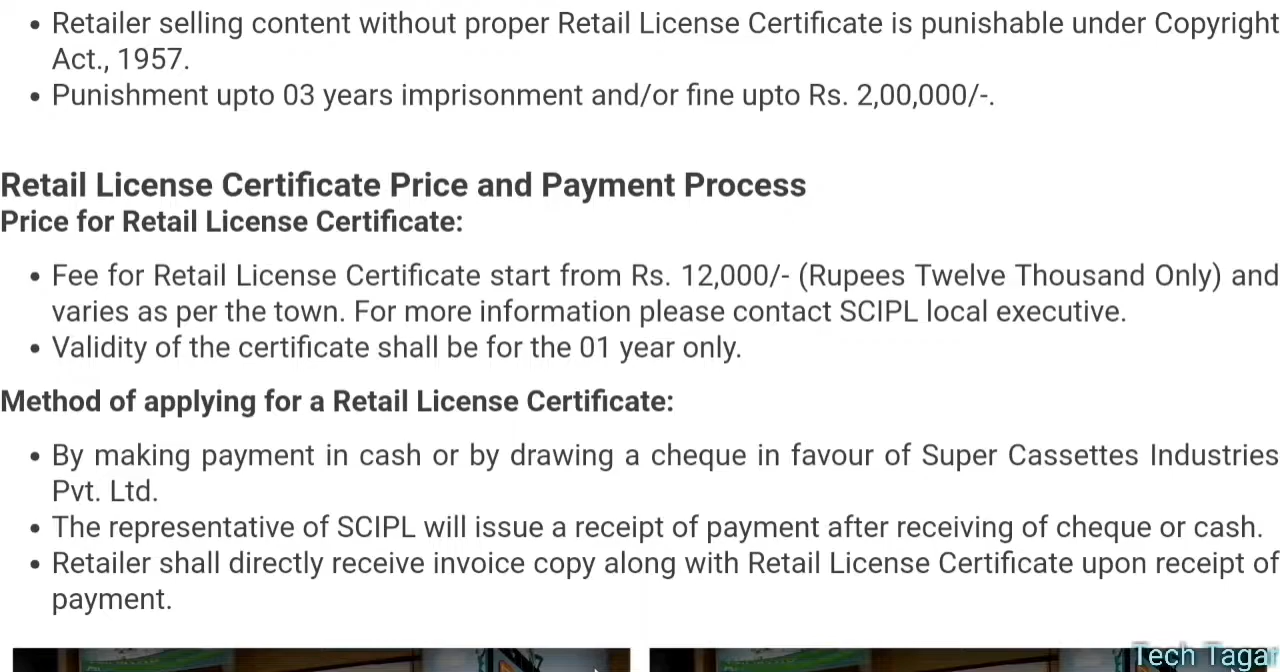 • Retailer selling content without proper Retail License Certificate is punishable under Copyright
Act., 1957.
• Punishment upto 03 years imprisonment and/or fine upto Rs. 2,00,000/-.
Retail License Certificate Price and Payment Process
Price for Retail License Certificate:
• Fee for Retail License Certificate start from Rs. 12,000/- (Rupees Twelve Thousand Only) and
varies as per the town. For more information please contact SCIPL local executive.
• Validity of the certificate shall be for the 01 year only.
Method of applying for a Retail License Certificate:
• By making payment in cash or by drawing a cheque in favour of Super Cassettes Industries
Pvt. Ltd.
• The representative of SCIPL will issue a receipt of payment after receiving of cheque or cash.
• Retailer shall directly receive invoice copy along with Retail License Certificate upon receipt of
payment.
Tech Tagar